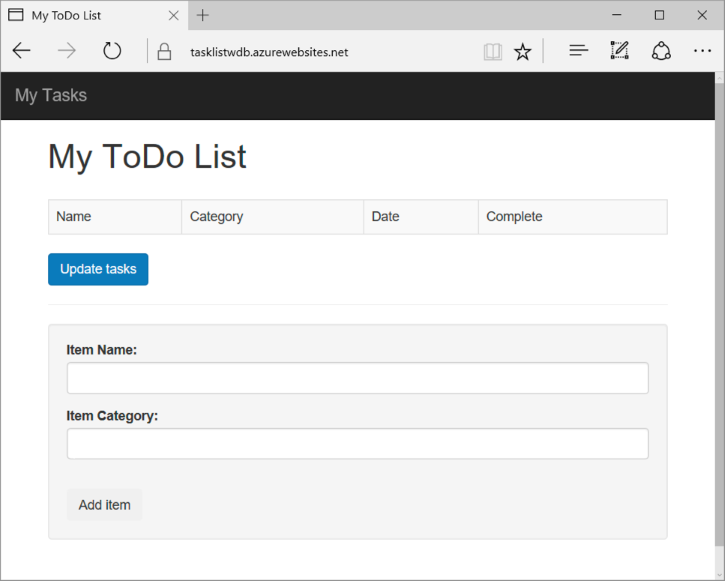 My ToDo List
tasklistwdb.azurewebsites.net
My Tasks
My ToDo List
Name Category Date Complete
Update tasks
Item Name:
Item Category:
Add item